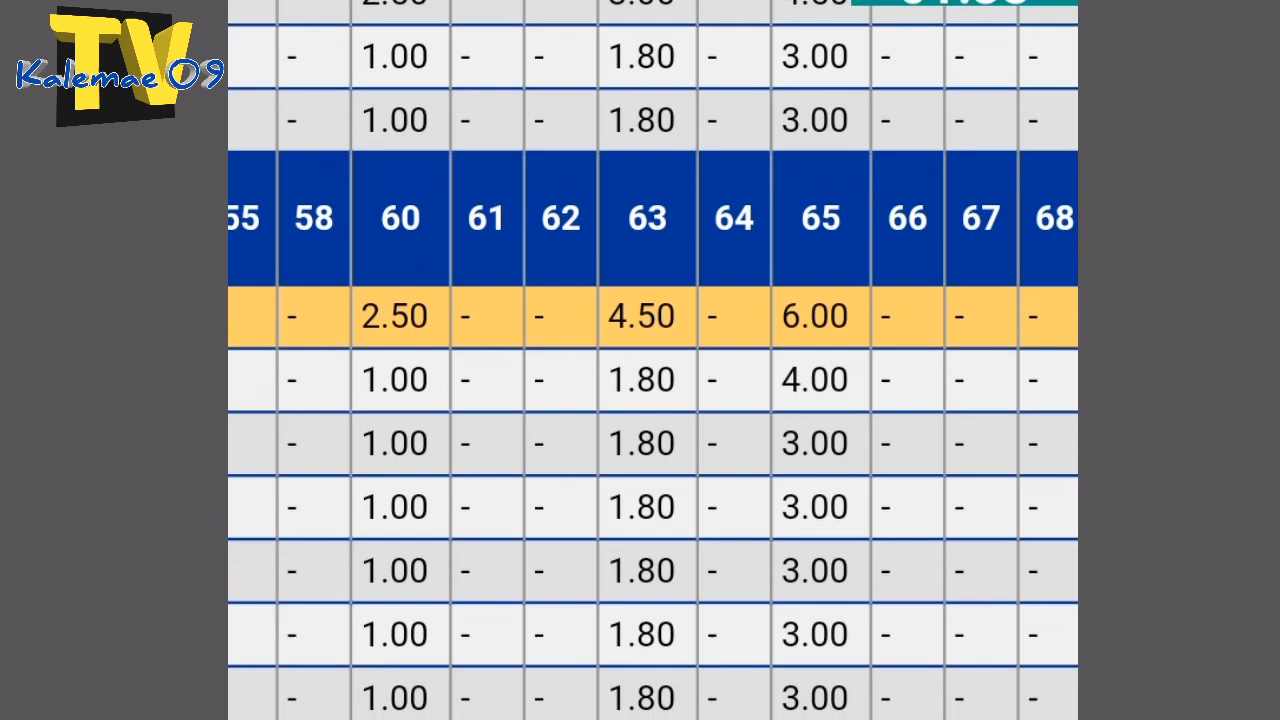 TV
Kalemae 09
- 1.00 - - 1.80 - 3.00 - - -
- 1.00 - - 1.80 - 3.00 - - -
55 58 60 61 62 63 64 65 66 67 68
- 2.50 - - 4.50 - 6.00 - - -
- 1.00 - - 1.80 - 4.00 - - -
- 1.00 - - 1.80 - 3.00 - - -
- 1.00 - - 1.80 - 3.00 - - -
- 1.00 - - 1.80 - 3.00 - - -
- 1.00 - - 1.80 - 3.00 - - -
- 1.00 - - 1.80 - 3.00 - - -